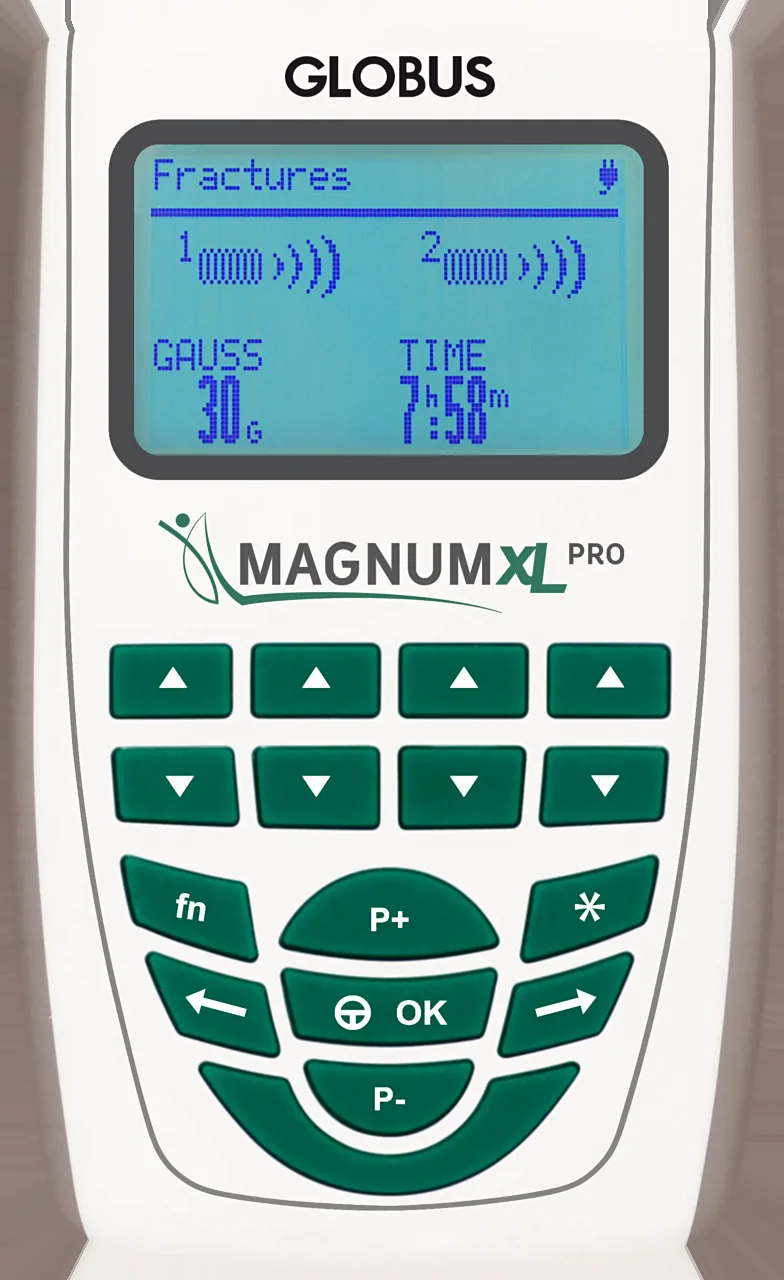 GLOBUS
Fractures
1 2
GAUSS TIME
30G 7h:58m
MAGNUM XL PRO
fn P+ *
OK
P-